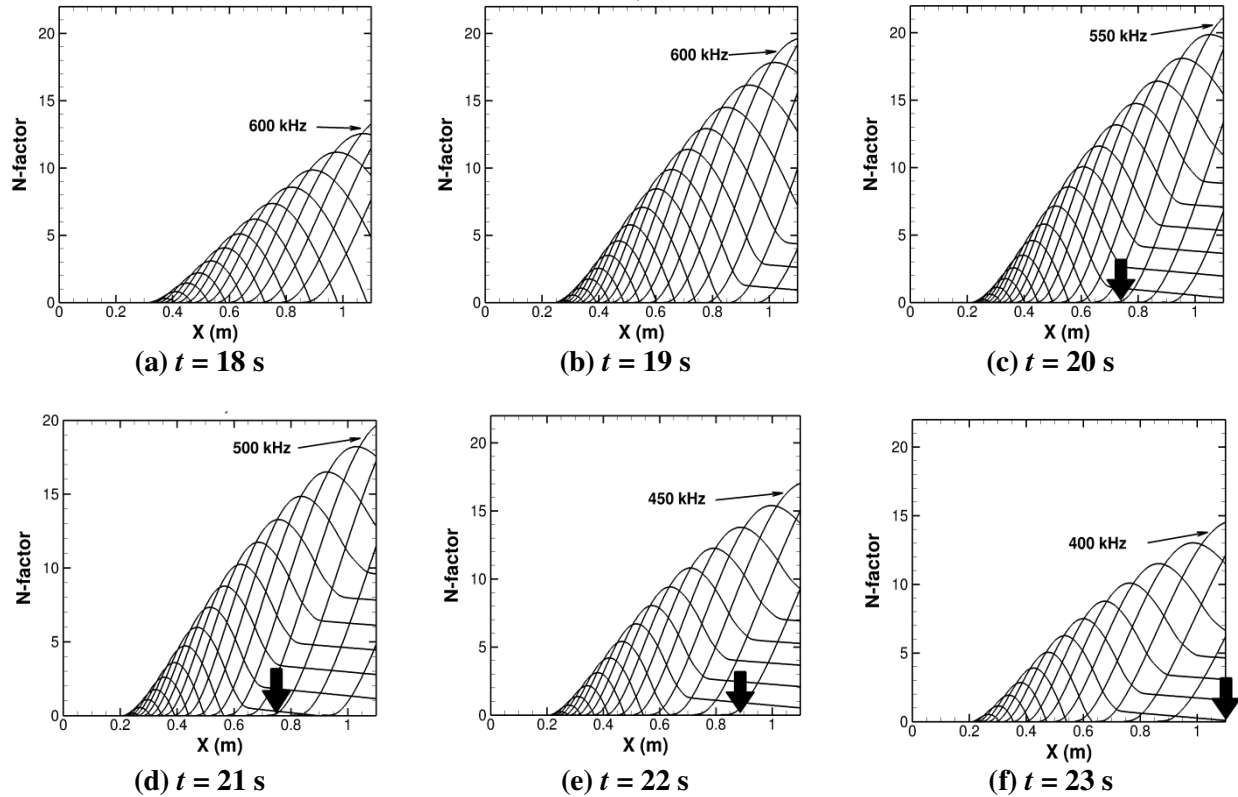 20
15
10
5
0
N-factor
600 kHz
0 0.2 0.4 0.6 0.8 1
X (m)
(a) t = 18 s
20
15
10
5
0
N-factor
600 kHz
0 0.2 0.4 0.6 0.8 1
X (m)
(b) t = 19 s
20
15
10
5
0
N-factor
550 kHz
0 0.2 0.4 0.6 0.8 1
X (m)
(c) t = 20 s
20
15
10
5
0
N-factor
500 kHz
0 0.2 0.4 0.6 0.8 1
X (m)
(d) t = 21 s
20
15
10
5
0
N-factor
450 kHz
0 0.2 0.4 0.6 0.8 1
X (m)
(e) t = 22 s
20
15
10
5
0
N-factor
400 kHz
0 0.2 0.4 0.6 0.8 1
X (m)
(f) t = 23 s